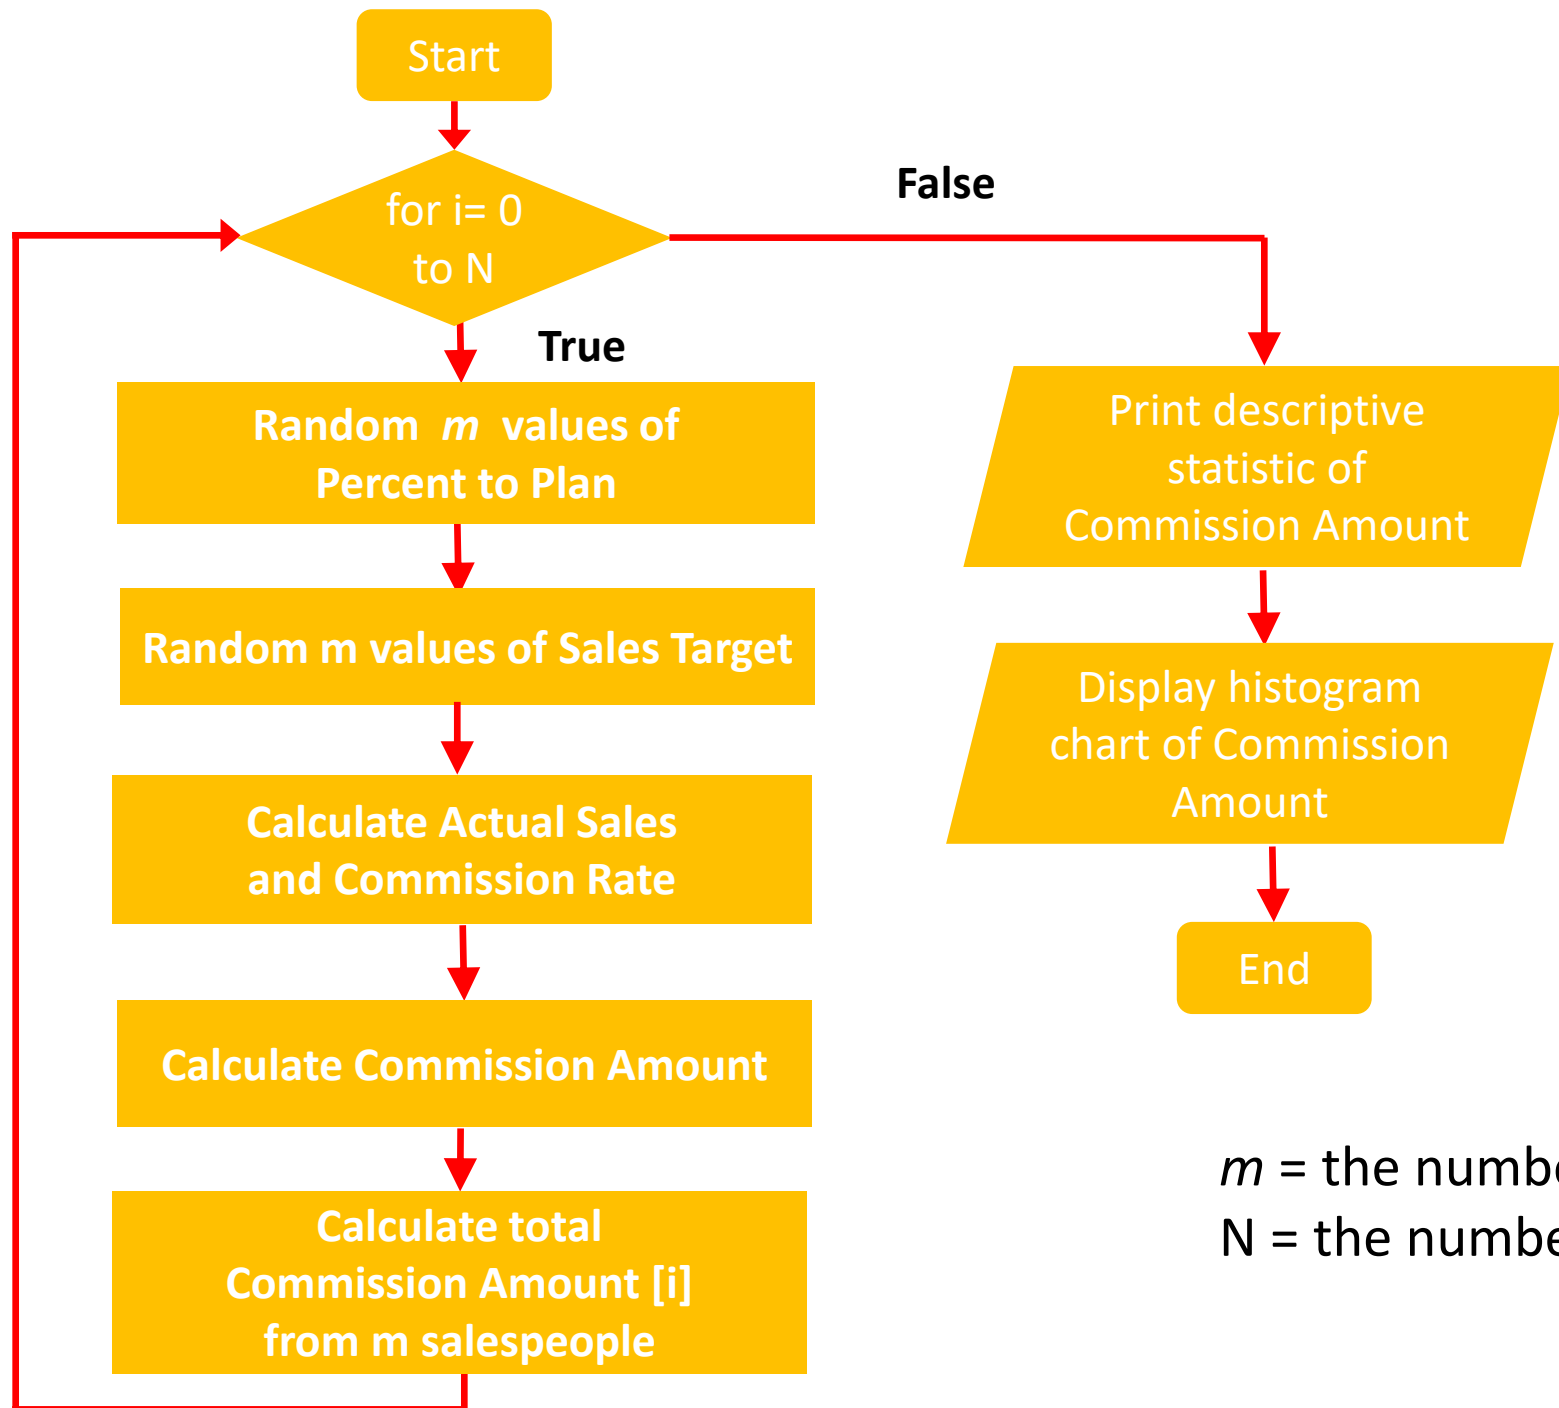 Start
for i= 0
to N
False
True
Random m values of
Percent to Plan
Random m values of Sales Target
Calculate Actual Sales
and Commission Rate
Calculate Commission Amount
Calculate total
Commission Amount [i]
from m salespeople
Print descriptive
statistic of
Commission Amount
Display histogram
chart of Commission
Amount
End
m = the
N = the